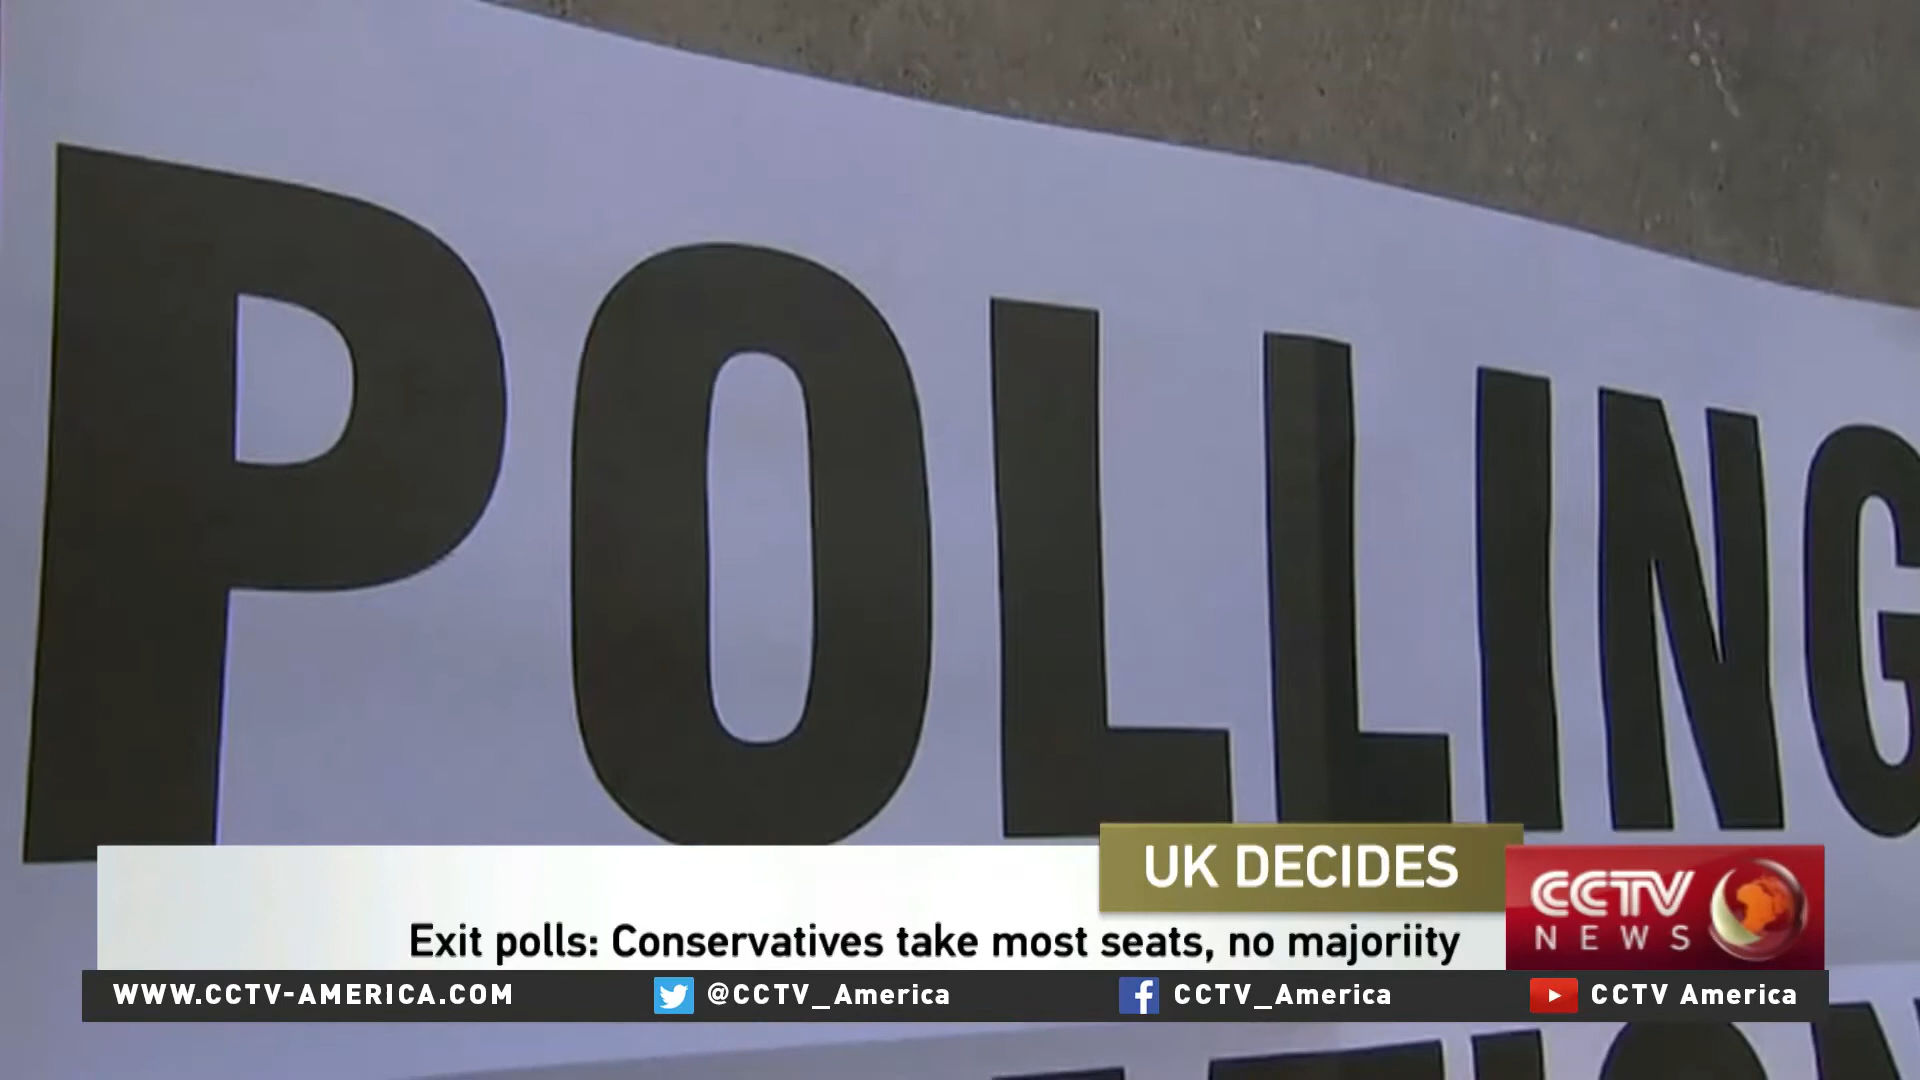 POLLING
UK DECIDES
CCTV
NEWS
Exit polls: Conservatives take most seats, no majoriity
WWW.CCTV-AMERICA.COM @CCTV_America CCTV_America CCTV America